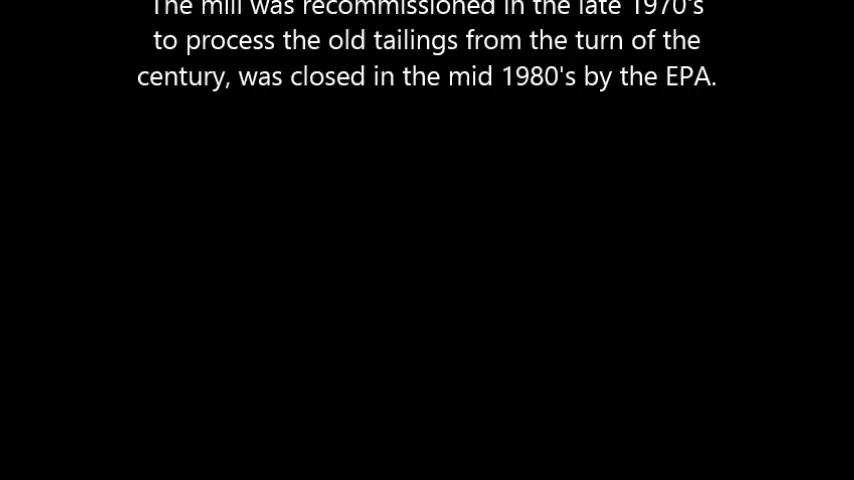 The mill was recommissioned in the late 1970's
to process the old tailings from the turn of the
century, was closed in the mid 1980's by the EPA.